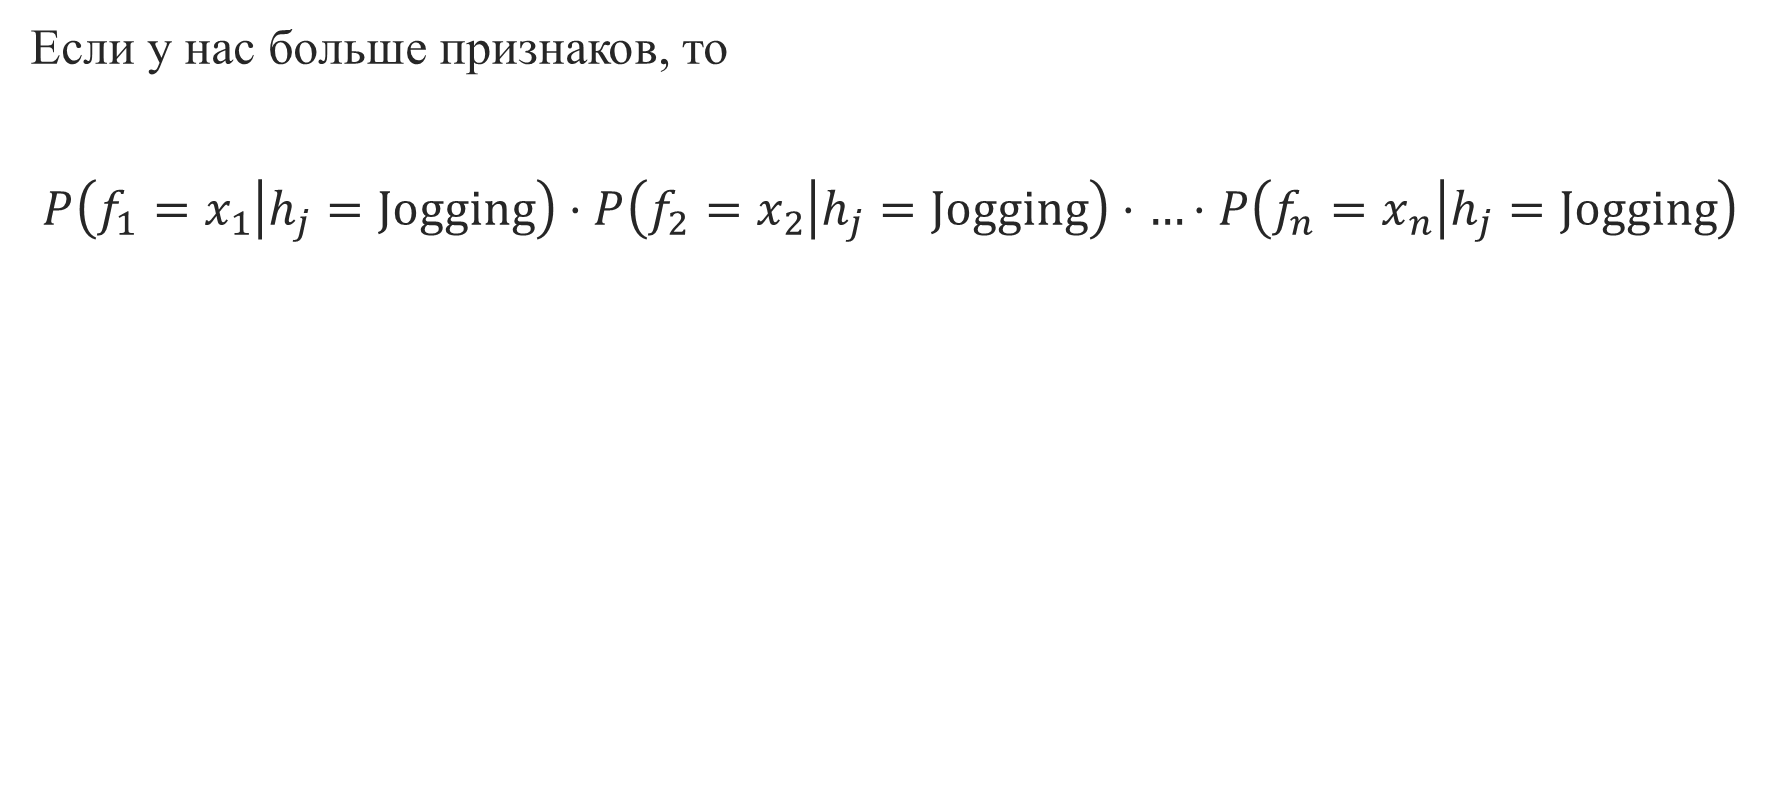 Если у нас больше признаков, то
P(f₁ = x₁|hⱼ = Jogging) · P(f₂ = x₂|hⱼ = Jogging) · … · P(fₙ = xₙ|hⱼ = Jogging)